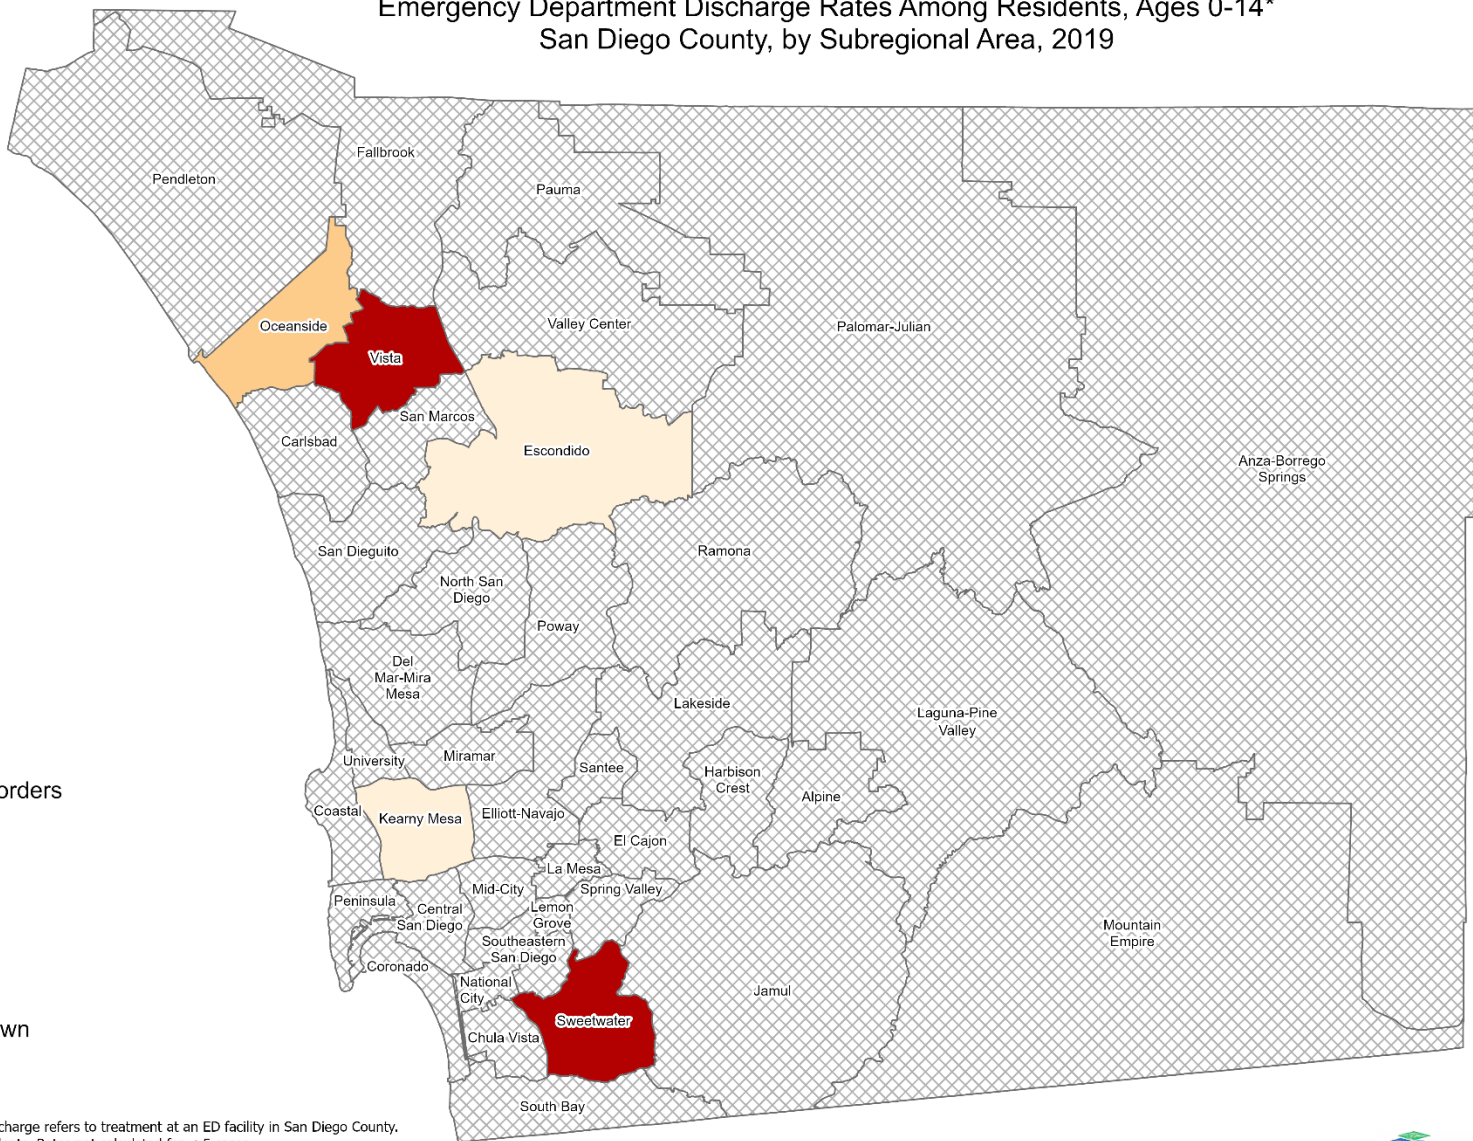 Emergency Department Discharge Rates Among Residents, Ages 0-14*
San Diego County, by Subregional Area, 2019
Fallbrook
Pendleton
Pauma
Oceanside
Valley Center
Palomar-Julian
Vista
San Marcos
Carlsbad
Escondido
Anza-Borrego
Springs
San Dieguito
Ramona
North San
Diego
Poway
Del
Mar-Mira
Mesa
Lakeside
Laguna-Pine
Valley
University
Miramar
Santee
Harbison
Crest
Alpine
orders
Coastal
Kearny Mesa
Elliott-Navajo
El Cajon
La Mesa
Mid-City
Spring Valley
Peninsula
Central
San Diego
Lemon
Grove
Mountain
Empire
Southeastern
San Diego
Coronado
National
City
Jamul
Sweetwater
wn
Chula Vista
South Bay
charge refers to treatment at an ED facility in San Diego County.